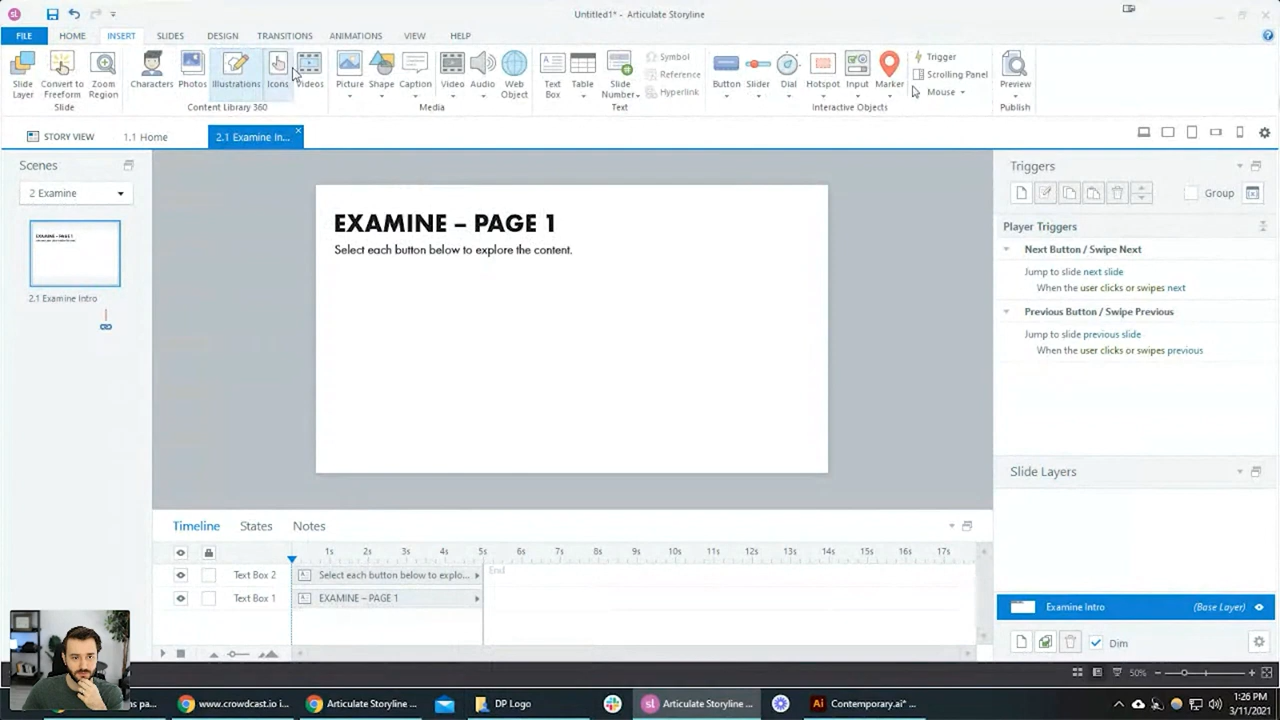 sl
Untitled1* - Articulate Storyline
FILE HOME INSERT SLIDES DESIGN TRANSITIONS ANIMATIONS VIEW HELP
Slide Layer
Convert to Freeform
Zoom Region
Slide
Characters
Photos
Illustrations
Icons
Videos
Content Library 360
Picture
Shape
Caption
Video
Audio
Web Object
Media
Text Box
Table
Slide Number
Symbol
Reference
Hyperlink
Text
Button
Slider
Dial
Hotspot
Input
Marker
Trigger
Scrolling Panel
Mouse
Interactive Objects
Preview
Publish
STORY VIEW
1.1 Home
2.1 Examine In...
Scenes
2 Examine
EXAMINE – PAGE 1
2.1 Examine Intro
EXAMINE – PAGE 1
Select each button below to explore the content.
Triggers
Group
Player Triggers
Next Button / Swipe Next
Jump to slide next slide
When the user clicks or swipes next
Previous Button / Swipe Previous
Jump to slide previous slide
When the user clicks or swipes previous
Slide Layers
Examine Intro (Base Layer)
Dim
Timeline States Notes
1s 2s 3s 4s 5s 6s 7s 8s 9s 10s 11s 12s 13s 14s 15s 16s 17s
Text Box 2 Select each button below to explo... End
Text Box 1 EXAMINE – PAGE 1
50%
ns pa...
www.crowdcast.io i...
Articulate Storyline ...
DP Logo
sl Articulate Storyline ...
Ai Contemporary.ai* ...
1:26 PM
3/11/2021